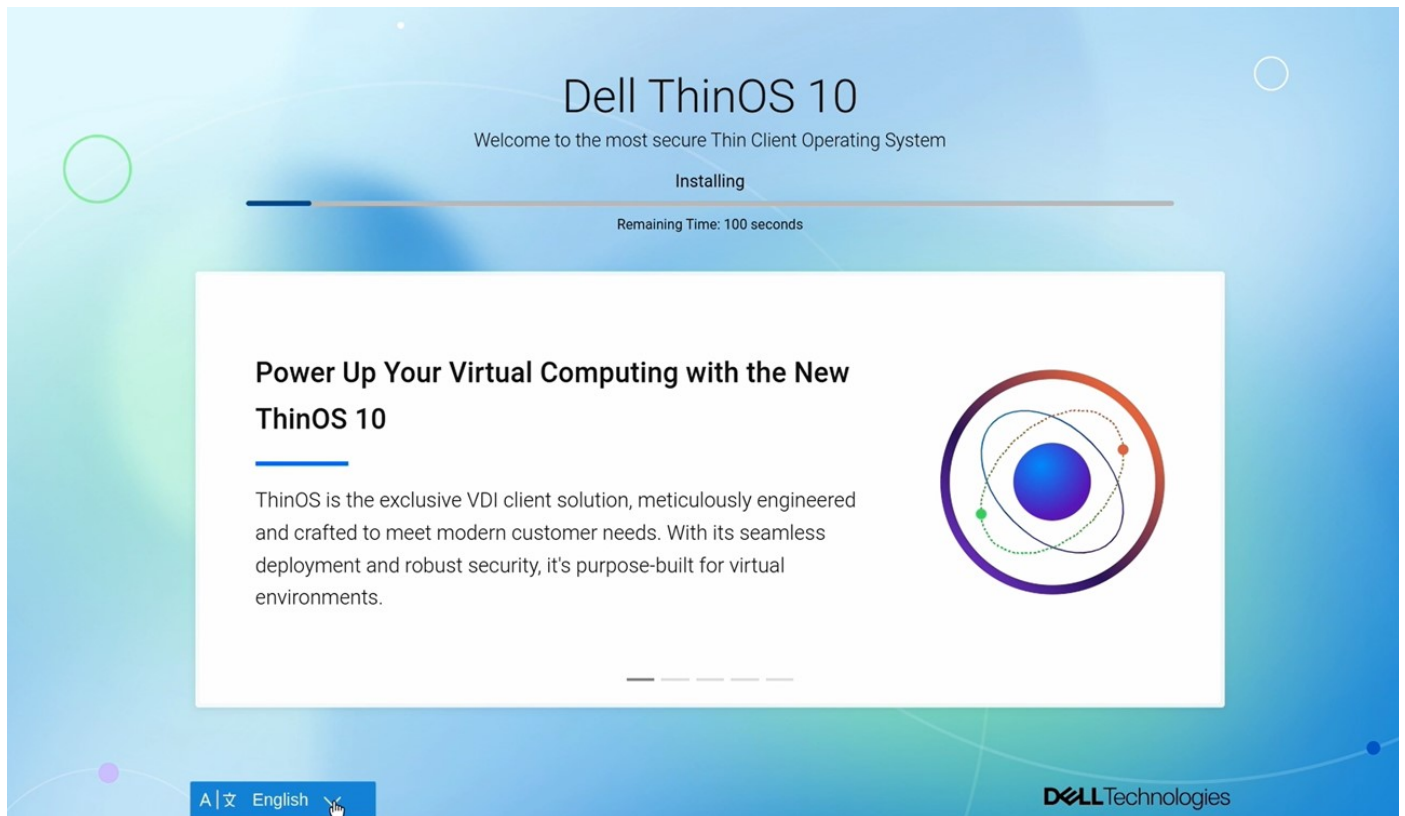 Dell ThinOS 10
Welcome to the most secure Thin Client Operating System
Installing
Remaining Time: 100 seconds
Power Up Your Virtual Computing with the New
ThinOS 10
ThinOS is the exclusive VDI client solution, meticulously engineered
and crafted to meet modern customer needs. With its seamless
deployment and robust security, it's purpose-built for virtual
environments.
A|文 English
DELLTechnologies